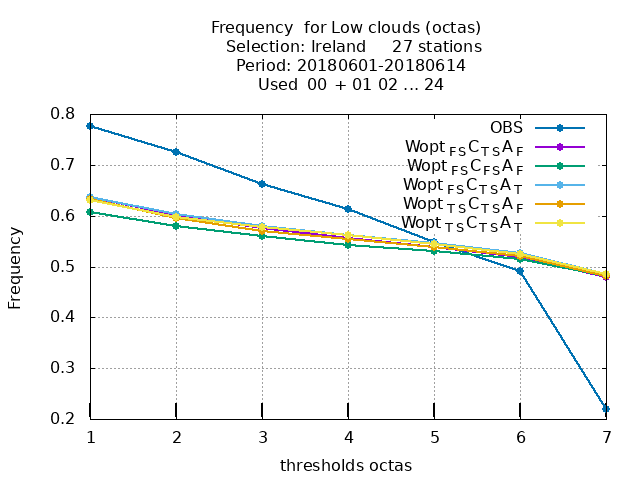 Frequency  for Low clouds (octas)
Selection: Ireland     27 stations
Period: 20180601-20180614
Used  00  + 01 02 ... 24
0.8
0.7
0.6
0.5
0.4
0.3
0.2
Frequency
OBS
Wopt FS C TS A F
Wopt FS C FS A F
Wopt FS C TS A T
Wopt TS C TS A F
Wopt TS C TS A T
1 2 3 4 5 6 7
thresholds octas